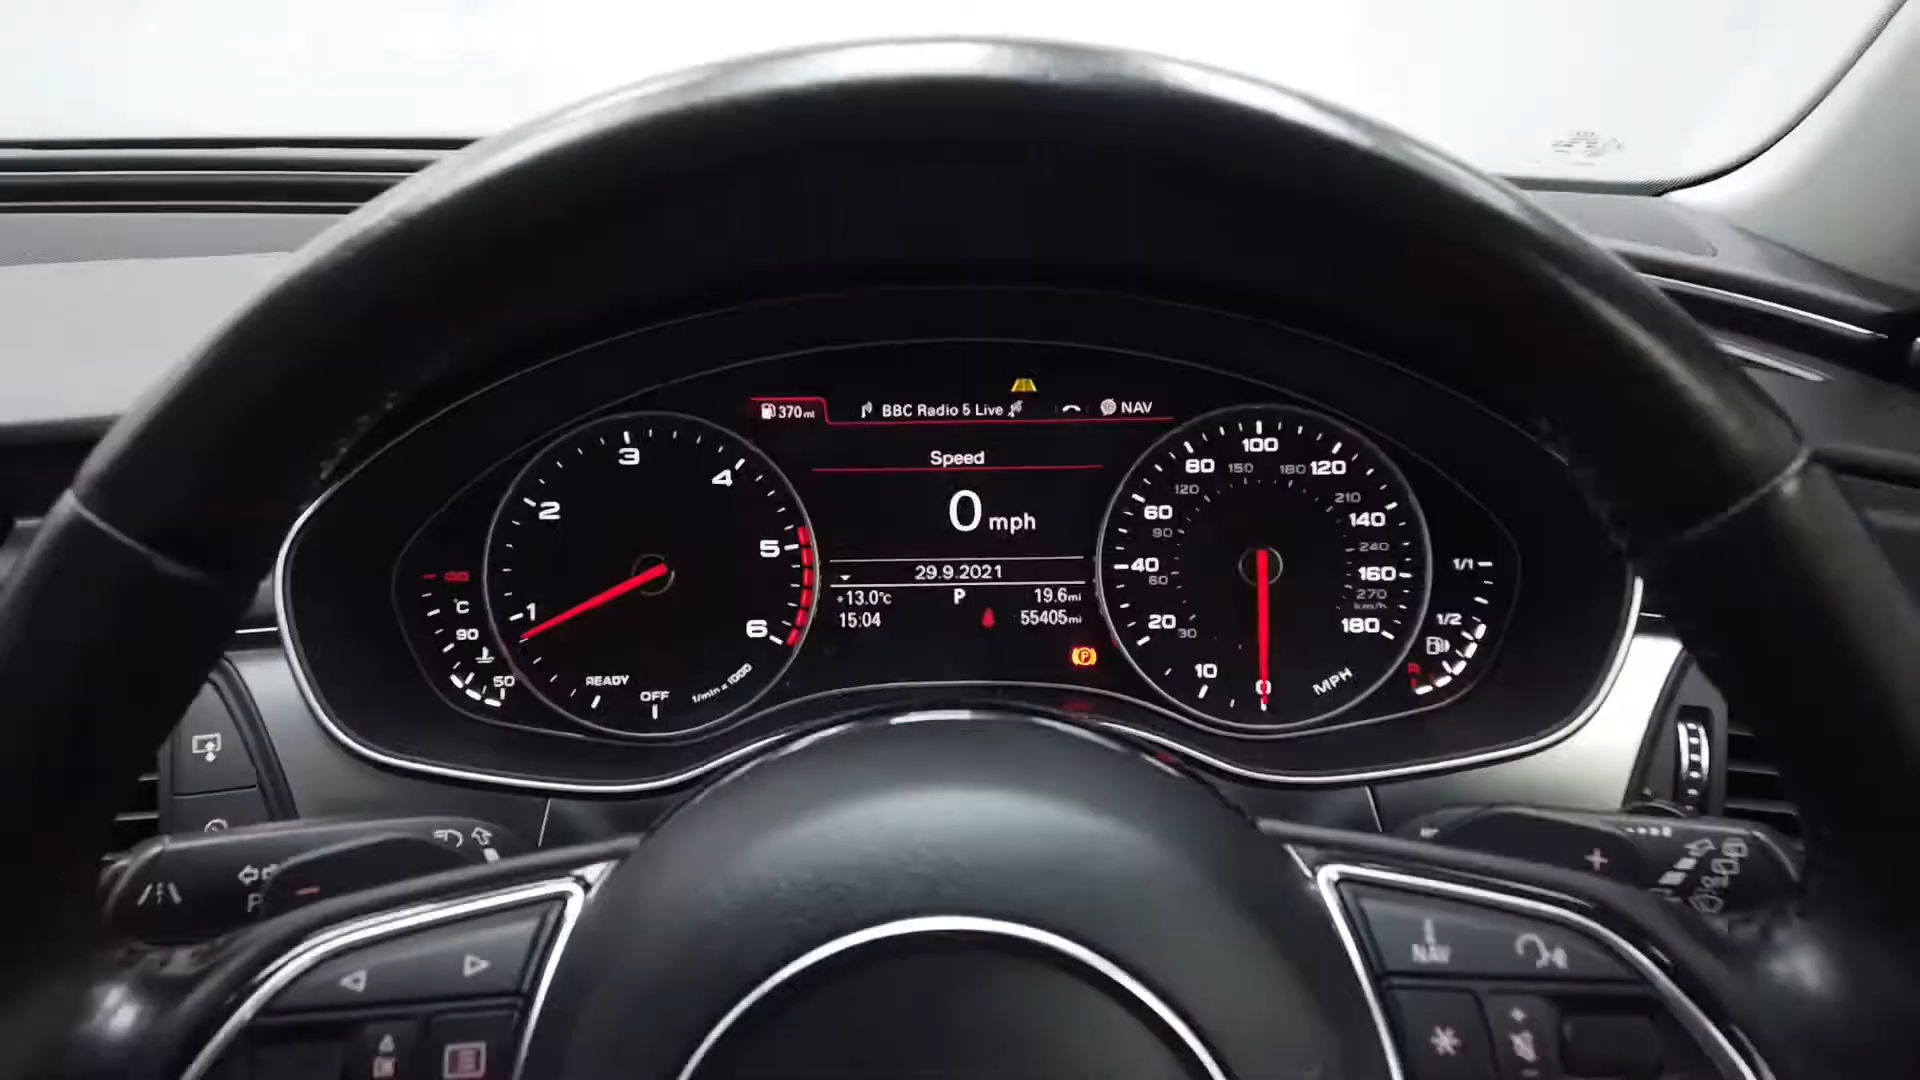 370mi BBC Radio 5 Live NAV
Speed
0 mph
29.9.2021
+13.0°c P 19.6mi
15:04 55405mi
1 2 3 4 5 6
READY
OFF
1/min x 1000
°C
90
50
0 10 20 40 60 80 100 120 140 160 180
30 60 90 120 150 180 210 240 270
km/h
MPH
1/1
1/2
R
P
NAV
OK